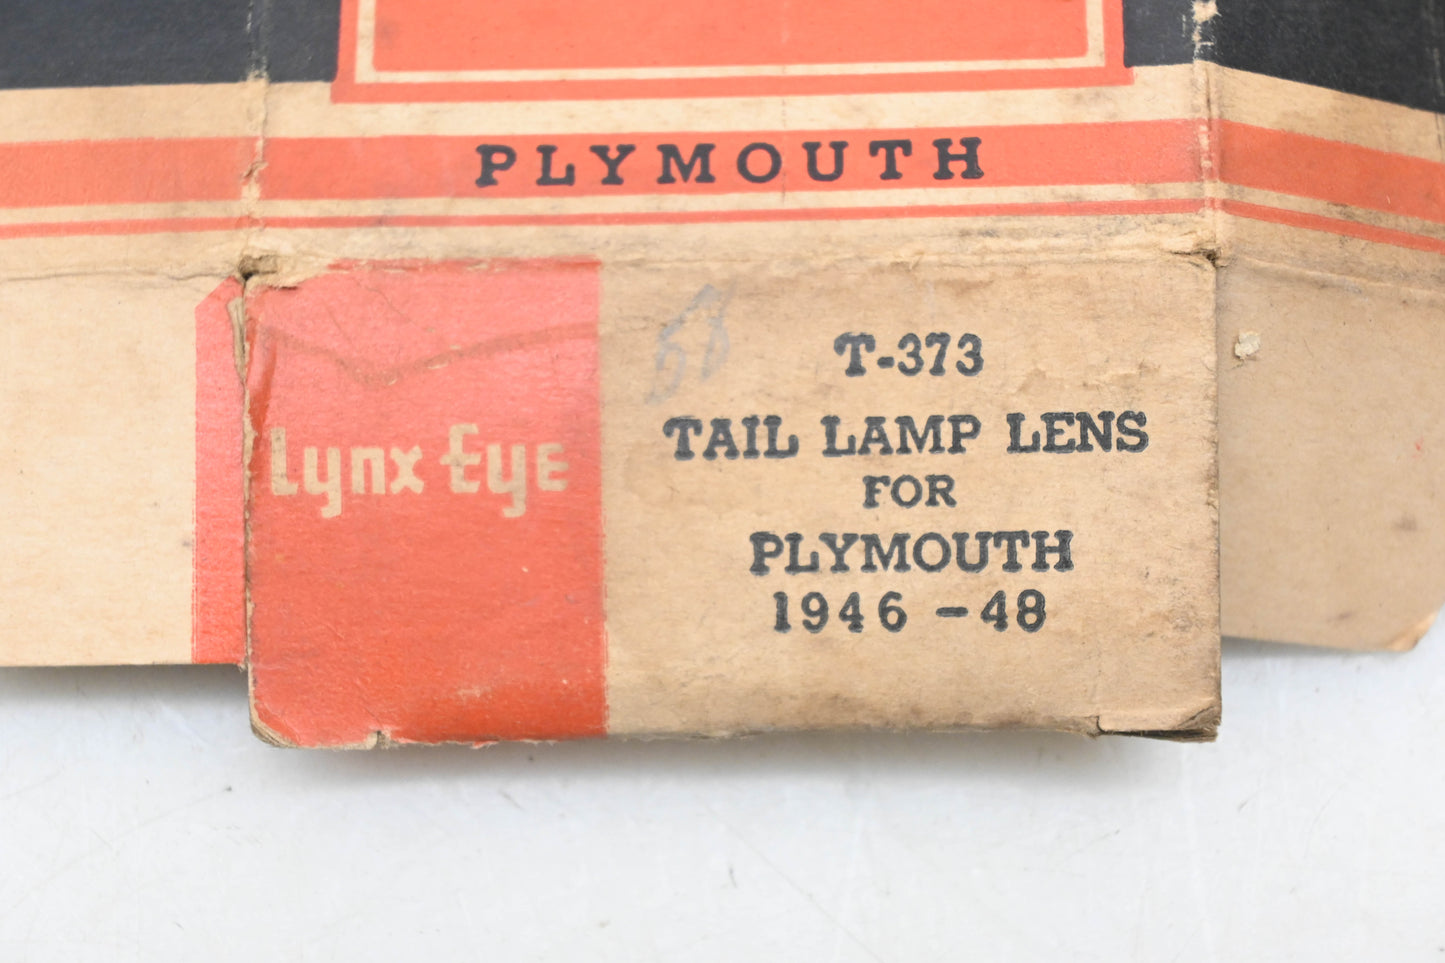 PLYMOUTH
Lynx Eye
T-373
TAIL LAMP LENS
FOR
PLYMOUTH
1946 -48